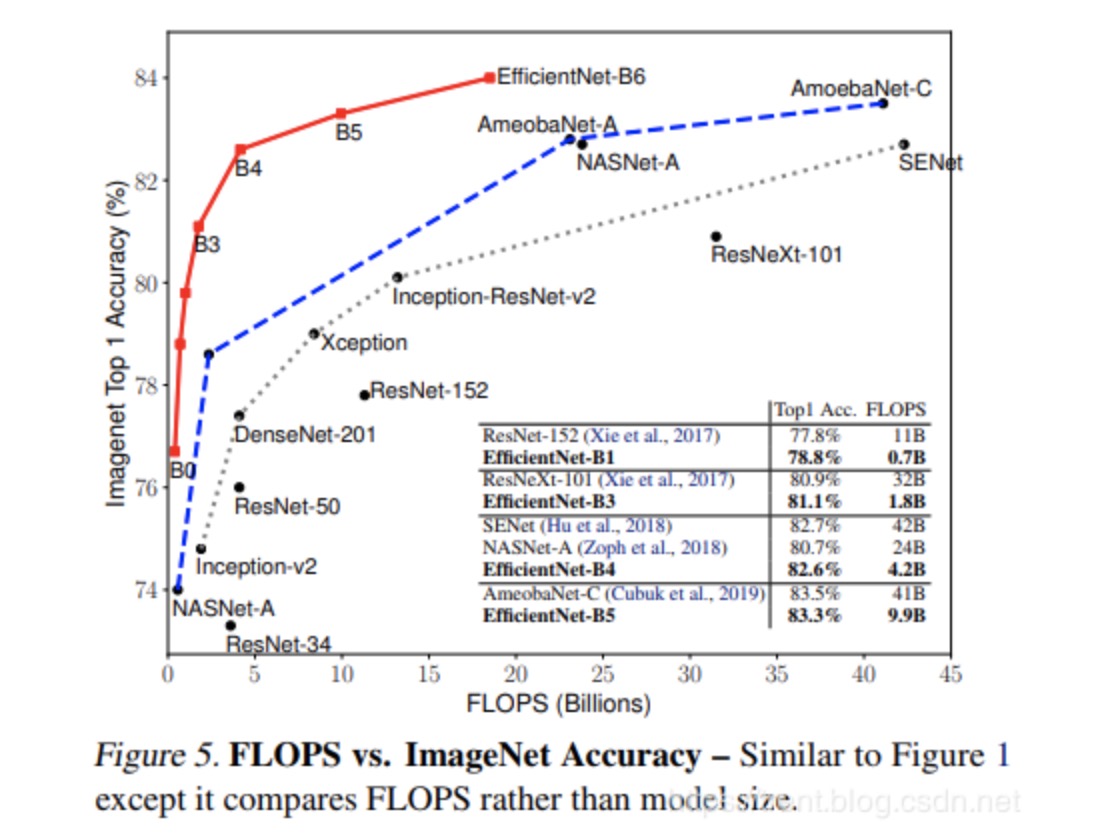 84
82
80
78
76
74
Imagenet Top 1 Accuracy (%)
EfficientNet-B6
AmoebaNet-C
AmeobaNet-A
B5
NASNet-A
SENet
B4
B3
ResNeXt-101
Inception-ResNet-v2
Xception
ResNet-152
DenseNet-201
B0
ResNet-50
Inception-v2
NASNet-A
ResNet-34
Top1 Acc. FLOPS
ResNet-152 (Xie et al., 2017) 77.8% 11B
EfficientNet-B1 78.8% 0.7B
ResNeXt-101 (Xie et al., 2017) 80.9% 32B
EfficientNet-B3 81.1% 1.8B
SENet (Hu et al., 2018) 82.7% 42B
NASNet-A (Zoph et al., 2018) 80.7% 24B
EfficientNet-B4 82.6% 4.2B
AmeobaNet-C (Cubuk et al., 2019) 83.5% 41B
EfficientNet-B5 83.3% 9.9B
0 5 10 15 20 25 30 35 40 45
FLOPS (Billions)
Figure 5. FLOPS vs. ImageNet Accuracy – Similar to Figure 1
except it compares FLOPS rather than model size.